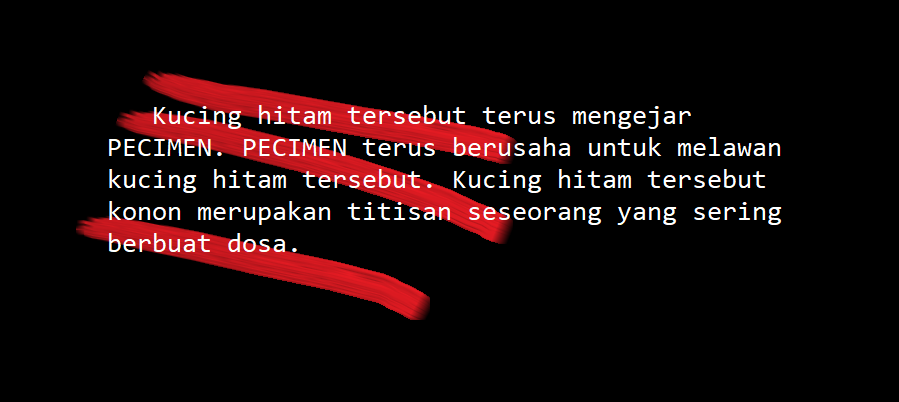 Kucing hitam tersebut terus mengejar
PECIMEN. PECIMEN terus berusaha untuk melawan
kucing hitam tersebut. Kucing hitam tersebut
konon merupakan titisan seseorang yang sering
berbuat dosa.